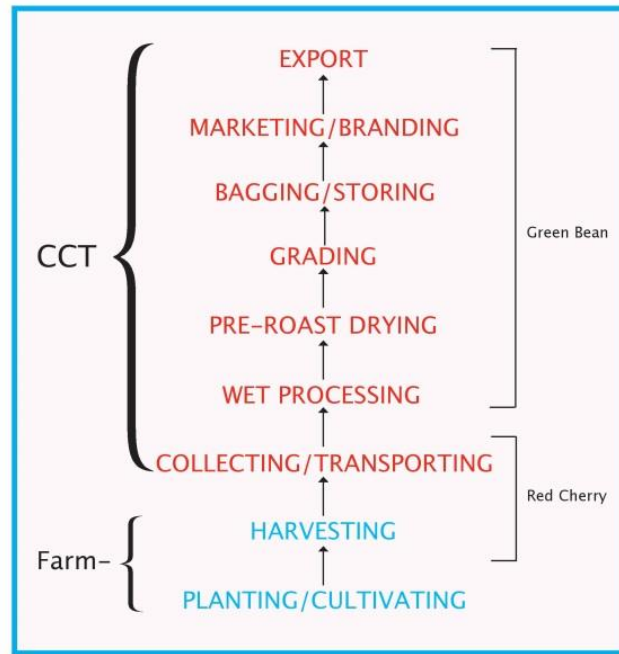 EXPORT
MARKETING/BRANDING
BAGGING/STORING
Green Bean
CCT
GRADING
PRE-ROAST DRYING
WET PROCESSING
COLLECTING/TRANSPORTING
Red Cherry
HARVESTING
Farm-
PLANTING/CULTIVATING